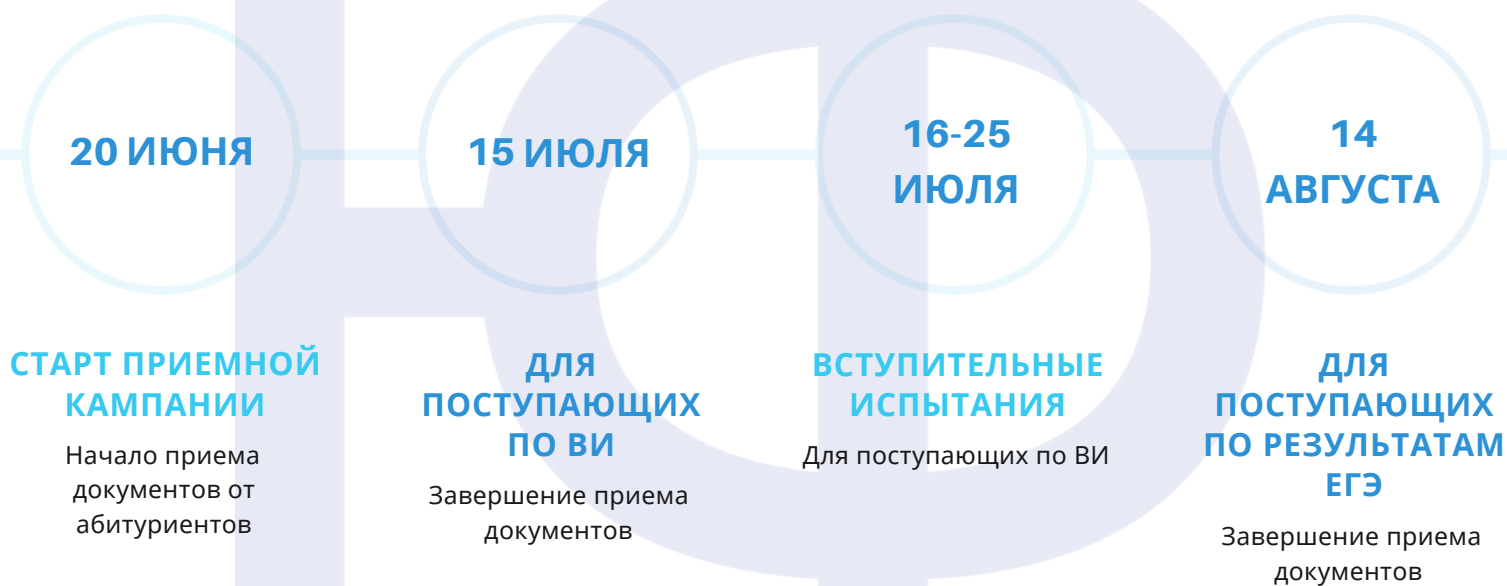 20 ИЮНЯ
СТАРТ ПРИЕМНОЙ
КАМПАНИИ
Начало приема
документов от
абитуриентов
15 ИЮЛЯ
ДЛЯ
ПОСТУПАЮЩИХ
ПО ВИ
Завершение приема
документов
16-25
ИЮЛЯ
ВСТУПИТЕЛЬНЫЕ
ИСПЫТАНИЯ
Для поступающих по ВИ
14
АВГУСТА
ДЛЯ
ПОСТУПАЮЩИХ
ПО РЕЗУЛЬТАТАМ
ЕГЭ
Завершение приема
документов